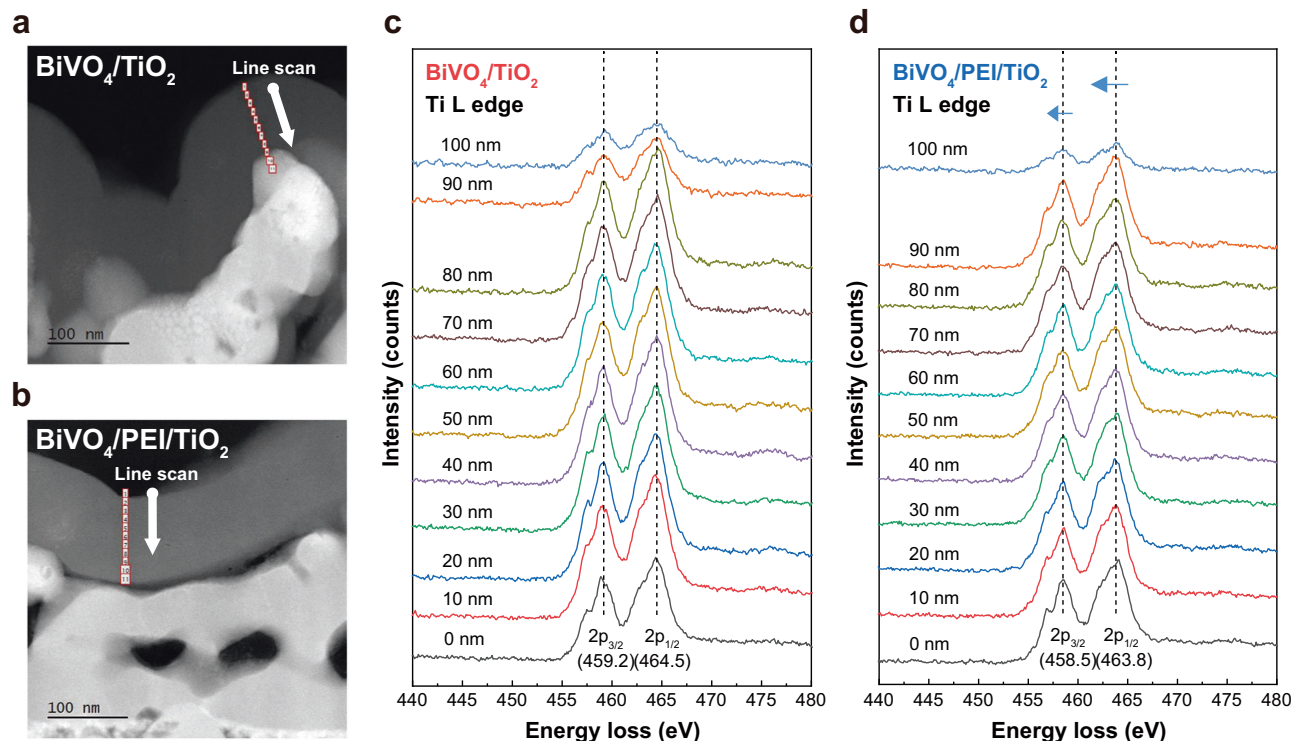 a
BiVO₄/TiO₂
Line scan
100 nm
b
BiVO₄/PEI/TiO₂
Line scan
1
10
11
100 nm
c
BiVO₄/TiO₂
Ti L edge
100 nm
90 nm
80 nm
70 nm
60 nm
50 nm
40 nm
30 nm
20 nm
10 nm
0 nm
2p₃/₂ 2p₁/₂
(459.2)(464.5)
Intensity (counts)
440 445 450 455 460 465 470 475 480
Energy loss (eV)
d
BiVO₄/PEI/TiO₂
Ti L edge
100 nm
90 nm
80 nm
70 nm
60 nm
50 nm
40 nm
30 nm
20 nm
10 nm
0 nm
2p₃/₂ 2p₁/₂
(458.5)(463.8)
Intensity (counts)
440 445 450 455 460 465 470 475 480
Energy loss (eV)